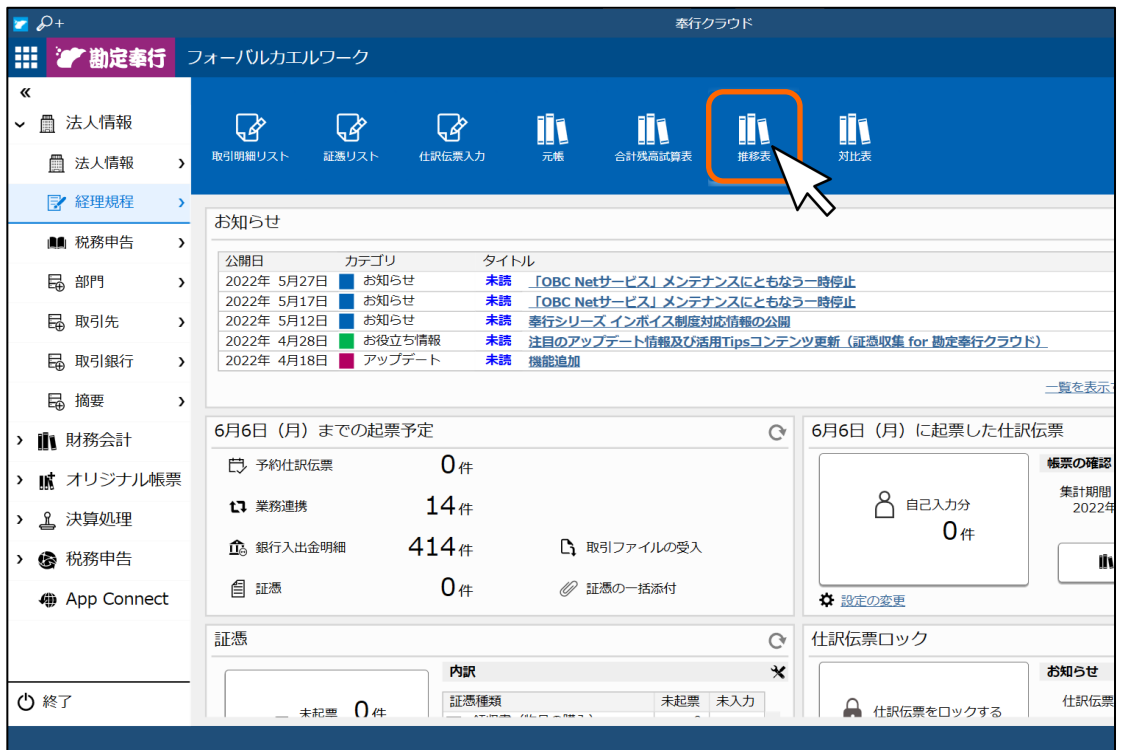 奉行クラウド
勘定奉行 フォーバルカエルワーク
法人情報
法人情報
経理規程
税務申告
部門
取引先
取引銀行
摘要
財務会計
オリジナル帳票
決算処理
税務申告
App Connect
終了
取引明細リスト 証憑リスト 仕訳伝票入力 元帳 合計残高試算表 推移表 対比表
お知らせ
公開日 カテゴリ タイトル
2022年 5月27日 お知らせ 未読 「OBC Netサービス」メンテナンスにともなう一時停止
2022年 5月17日 お知らせ 未読 「OBC Netサービス」メンテナンスにともなう一時停止
2022年 5月12日 お知らせ 未読 奉行シリーズ インボイス制度対応情報の公開
2022年 4月28日 お役立ち情報 未読 注目のアップデート情報及び活用Tipsコンテンツ更新（証憑収集 for 勘定奉行クラウド）
2022年 4月18日 アップデート 未読 機能追加
一覧を表示
6月6日（月）までの起票予定
予約仕訳伝票 0件
業務連携 14件
銀行入出金明細 414件 取引ファイルの受入
証憑 0件 証憑の一括添付
6月6日（月）に起票した仕訳伝票
帳票の確認
自己入力分
0件
集計期間
2022年
設定の変更
証憑
内訳
証憑種類 未起票 未入力
未起票 0件
仕訳伝票ロック
お知らせ
仕訳伝票をロックする
仕訳伝票